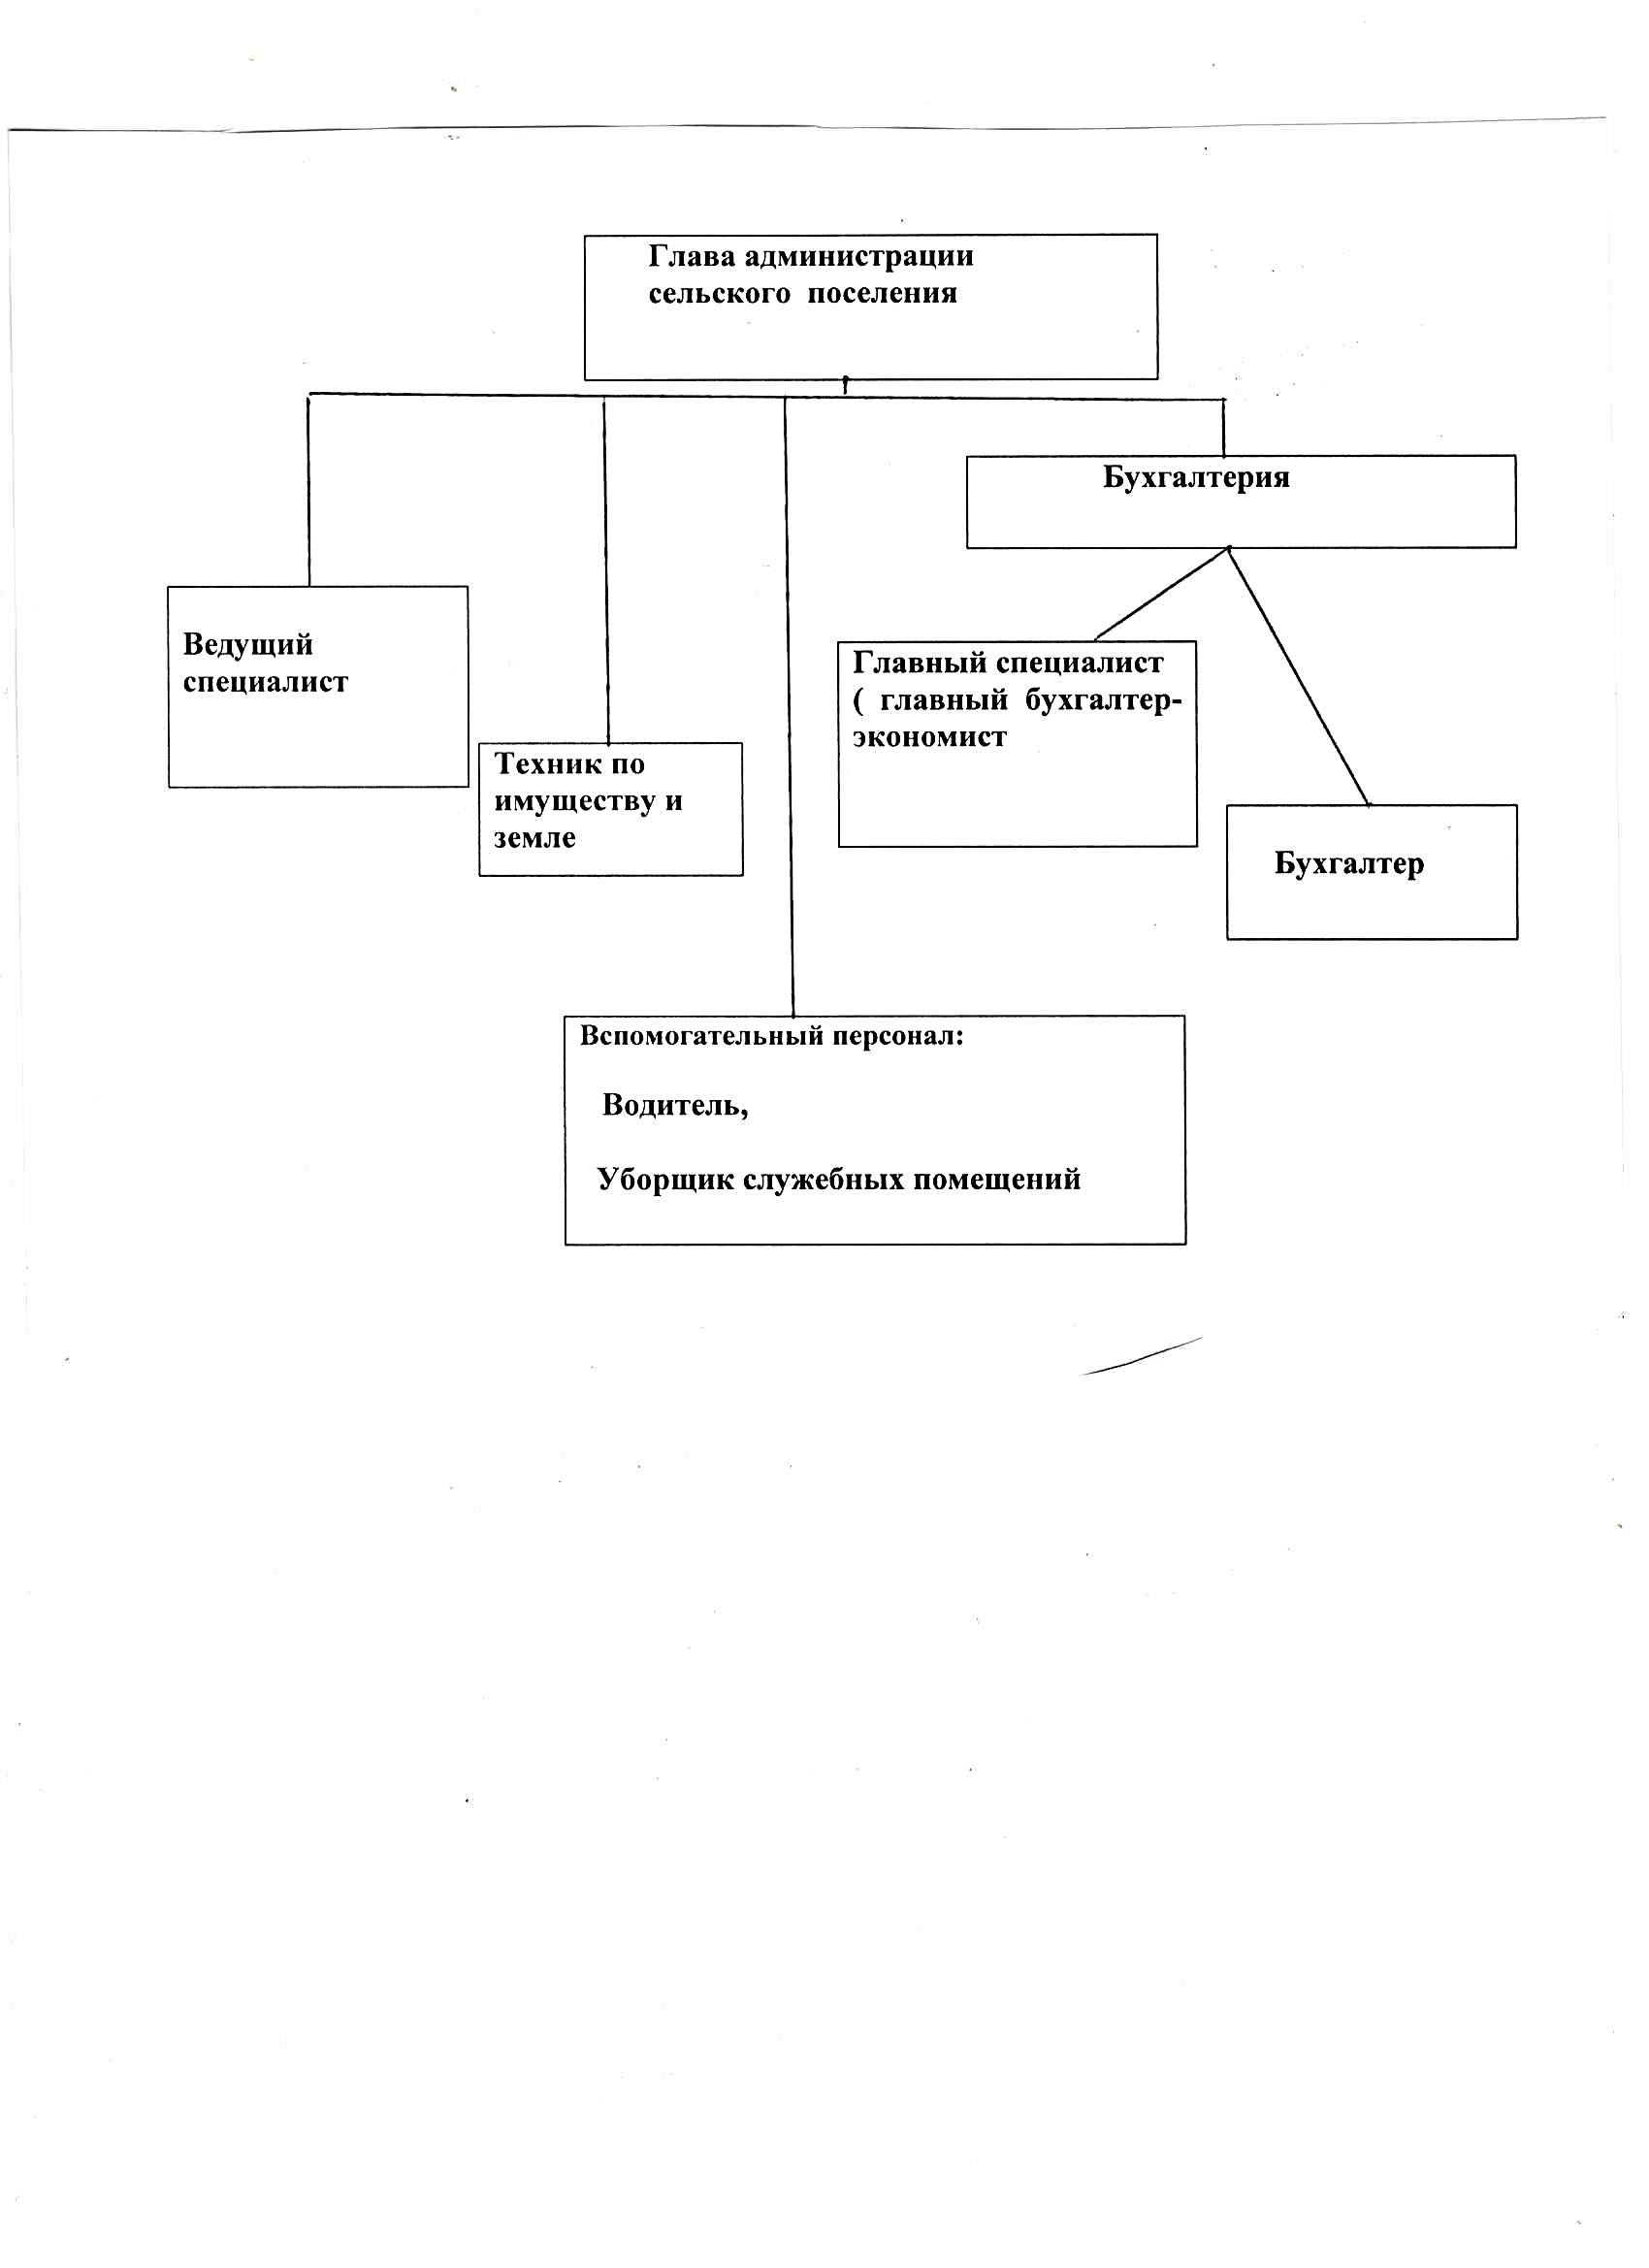 Глава администрации
сельского поселения
Бухгалтерия
Ведущий
специалист
Главный специалист
( главный бухгалтер-
экономист
Техник по
имуществу и
земле
Бухгалтер
Вспомогательный персонал:
Водитель,
Уборщик служебных помещений